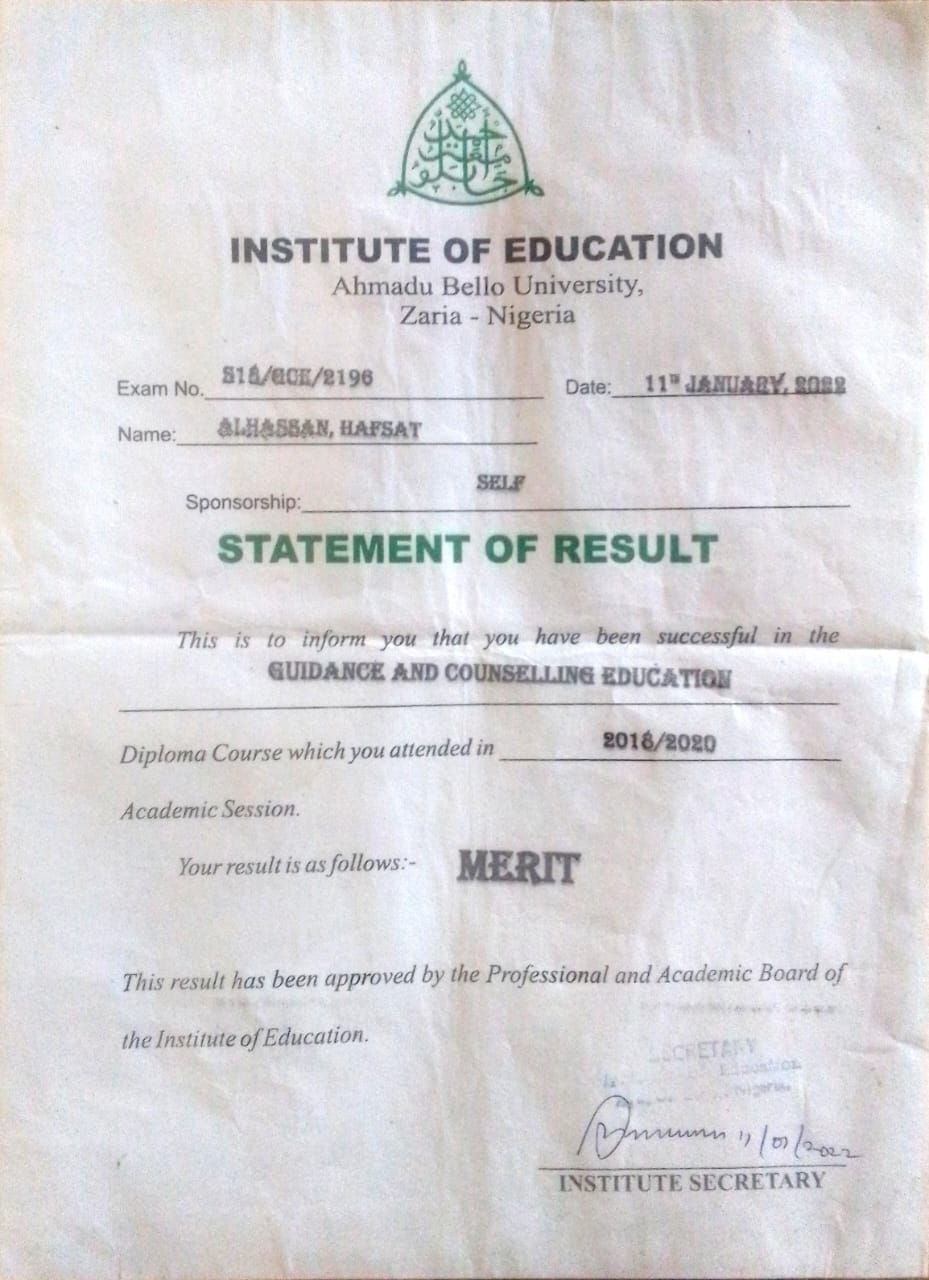 INSTITUTE OF EDUCATION
Ahmadu Bello University,
Zaria - Nigeria
Exam No. S18/GCE/2196 Date: 11TH JANUARY, 2022
Name: ALHASSAN, HAFSAT
Sponsorship: SELF
STATEMENT OF RESULT
This is to inform you that you have been successful in the
GUIDANCE AND COUNSELLING EDUCATION
Diploma Course which you attended in 2018/2020
Academic Session.
Your result is as follows:- MERIT
This result has been approved by the Professional and Academic Board of
the Institute of Education.
SECRETARY
Education
Nigeria.
11/01/2022
INSTITUTE SECRETARY